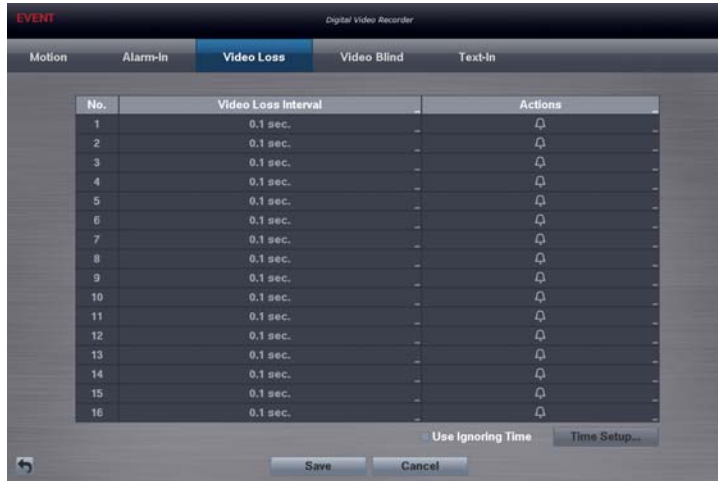 EVENT Digital Video Recorder
Motion Alarm-In Video Loss Video Blind Text-In
No. Video Loss Interval Actions
1 0.1 sec.
2 0.1 sec.
3 0.1 sec.
4 0.1 sec.
5 0.1 sec.
6 0.1 sec.
7 0.1 sec.
8 0.1 sec.
9 0.1 sec.
10 0.1 sec.
11 0.1 sec.
12 0.1 sec.
13 0.1 sec.
14 0.1 sec.
15 0.1 sec.
16 0.1 sec.
Use Ignoring Time Time Setup...
Save Cancel